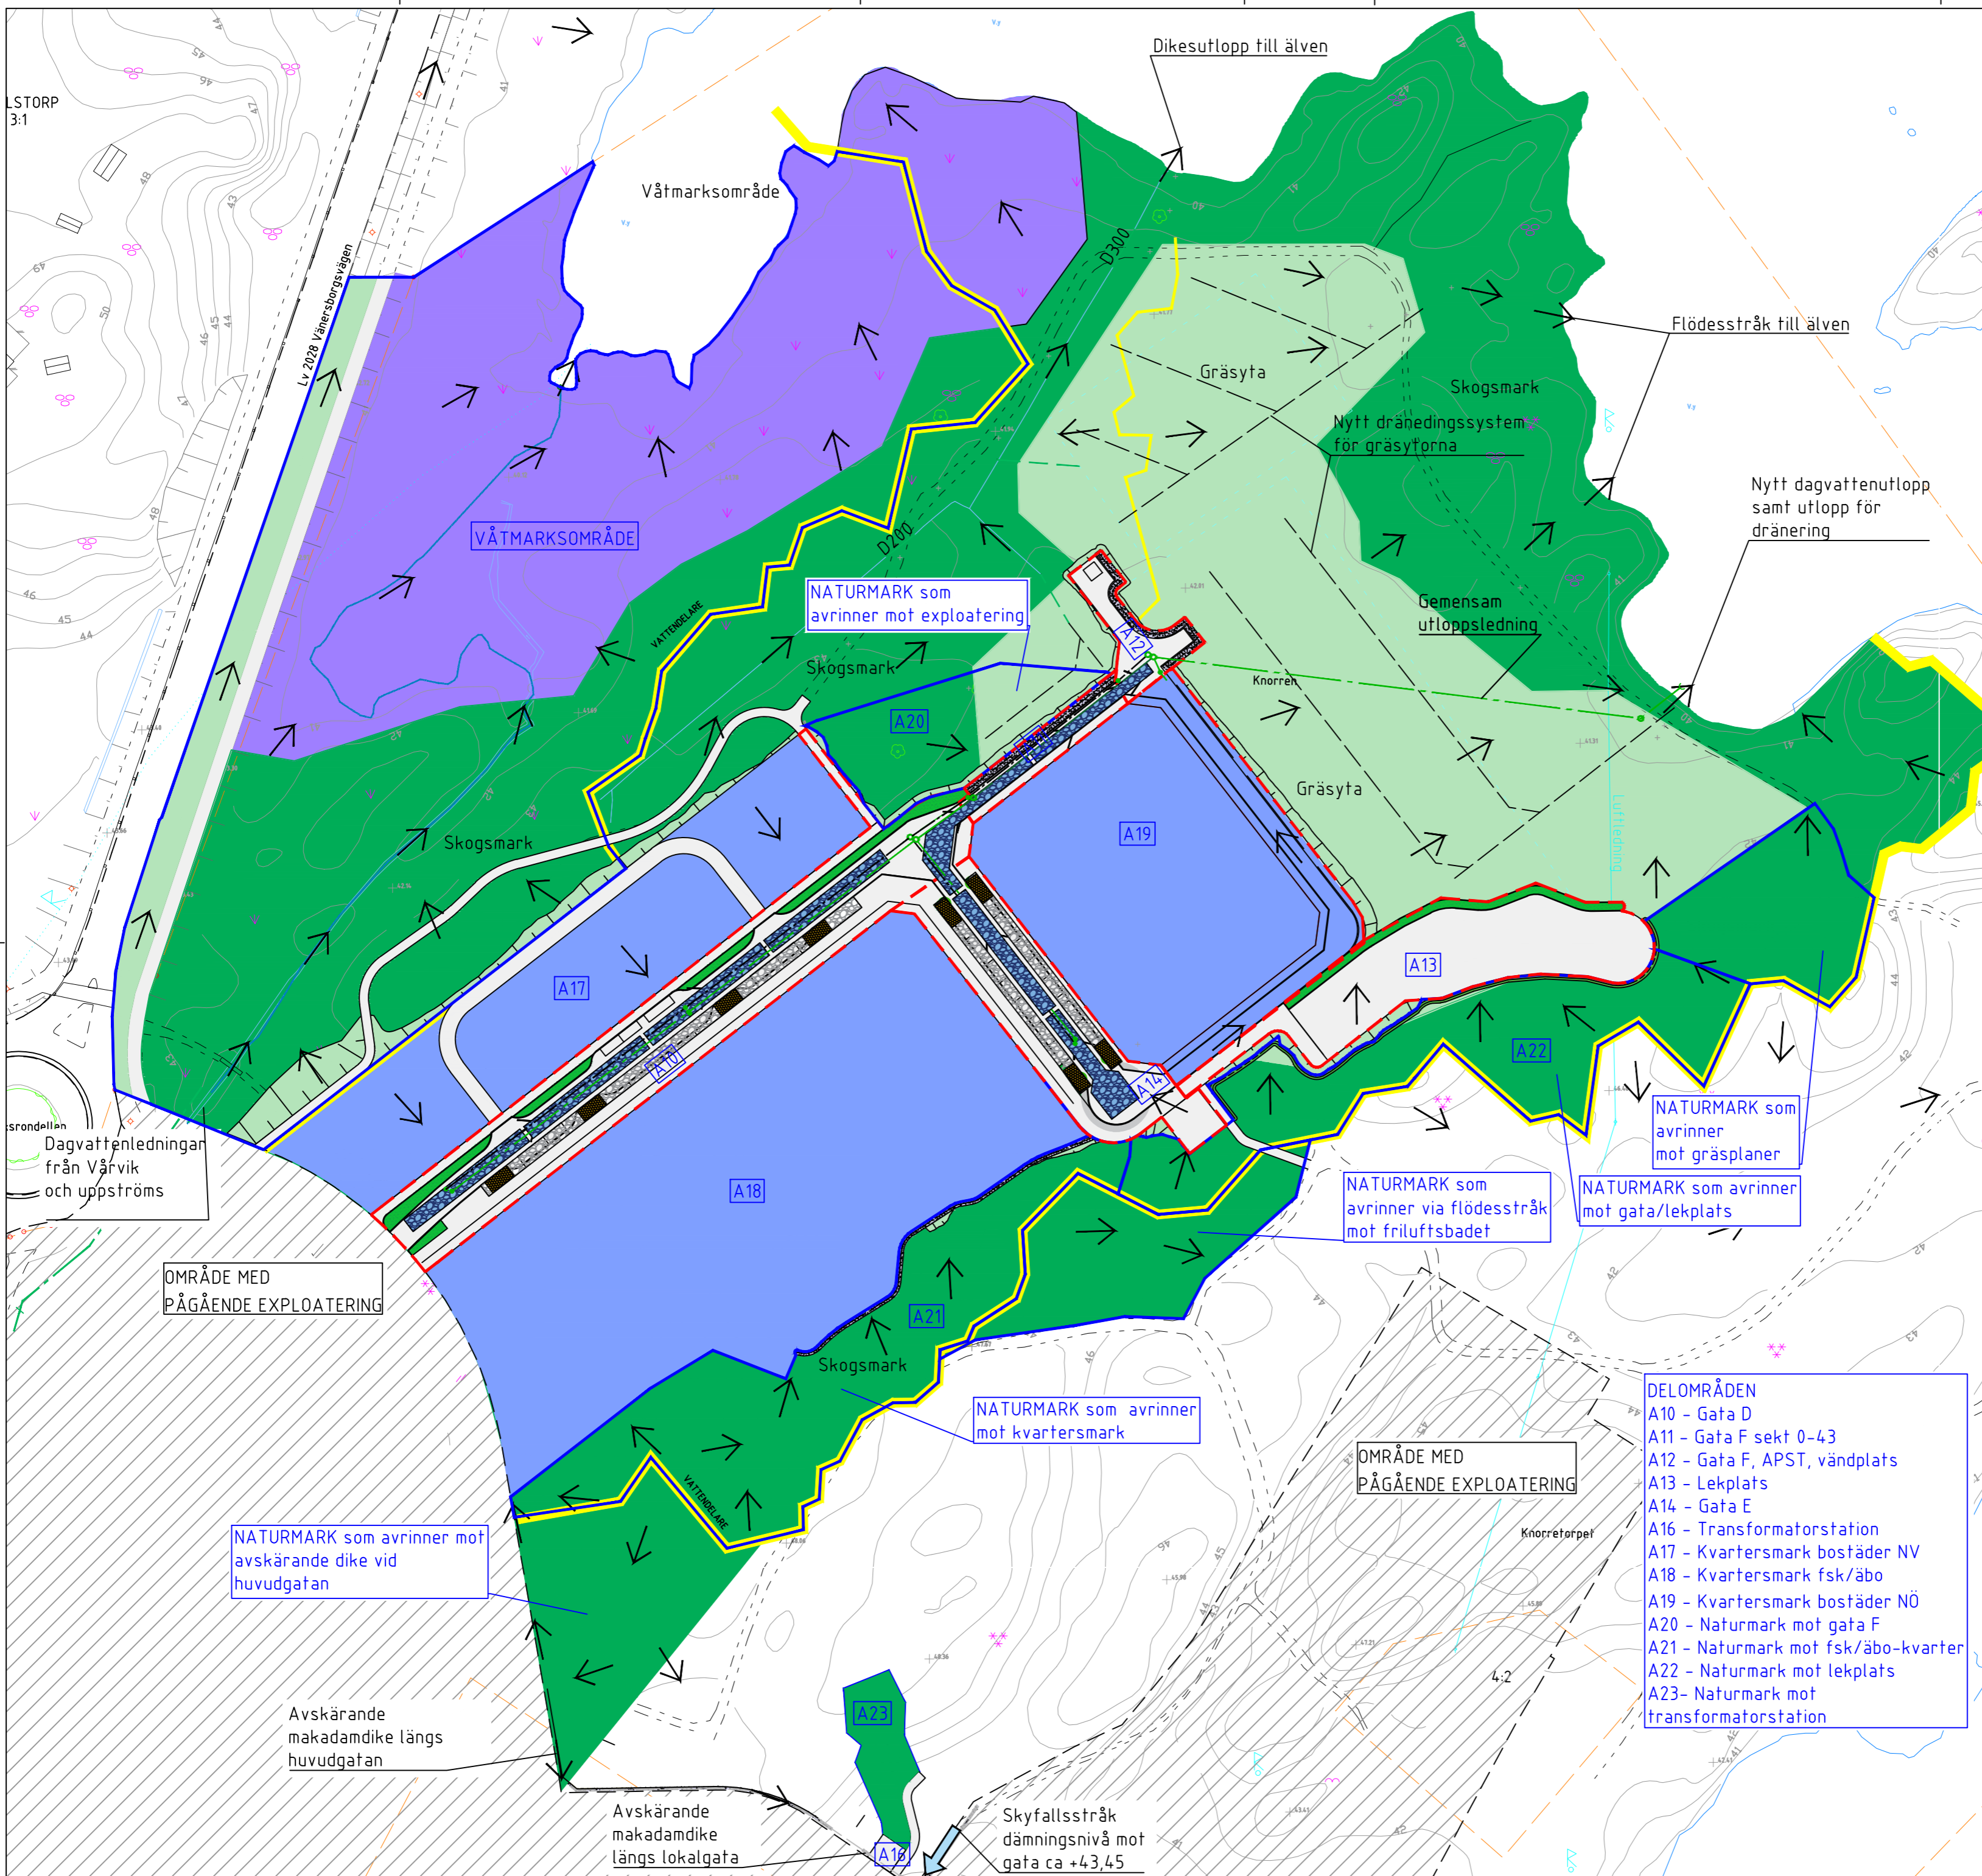 Dikesutlopp till älven
LSTORP
3:1
Våtmarksområde
Lv 2028 Vänersborgsvägen
D300
Flödesstråk till älven
Gräsyta
Skogsmark
Nytt dränedingssystem
för gräsytorna
Nytt dagvattenutlopp
samt utlopp för
dränering
VÅTMARKSOMRÅDE
D200
NATURMARK som
avrinner mot exploatering
VATTENDELARE
Gemensam
utloppsledning
Skogsmark
A12
Knorren
A20
Gräsyta
Luftledning
A19
Skogsmark
A17
A13
A10
A14
A22
srondellen
Dagvattenledningar
från Vårvik
och uppströms
NATURMARK som
avrinner
mot gräsplaner
A18
NATURMARK som
avrinner via flödesstråk
mot friluftsbadet
NATURMARK som avrinner
mot gata/lekplats
OMRÅDE MED
PÅGÅENDE EXPLOATERING
A21
Skogsmark
NATURMARK som avrinner
mot kvartersmark
OMRÅDE MED
PÅGÅENDE EXPLOATERING
VATTENDELARE
NATURMARK som avrinner mot
avskärande dike vid
huvudgatan
Knorretorpet
4:2
DELOMRÅDEN
A10 - Gata D
A11 - Gata F sekt 0-43
A12 - Gata F, APST, vändplats
A13 - Lekplats
A14 - Gata E
A16 - Transformatorstation
A17 - Kvartersmark bostäder NV
A18 - Kvartersmark fsk/äbo
A19 - Kvartersmark bostäder NÖ
A20 - Naturmark mot gata F
A21 - Naturmark mot fsk/äbo-kvarter
A22 - Naturmark mot lekplats
A23- Naturmark mot
transformatorstation
A23
Avskärande
makadamdike längs
huvudgatan
Avskärande
makadamdike
längs lokalgata
A16
Skyfallsstråk
dämningsnivå mot
gata ca +43,45